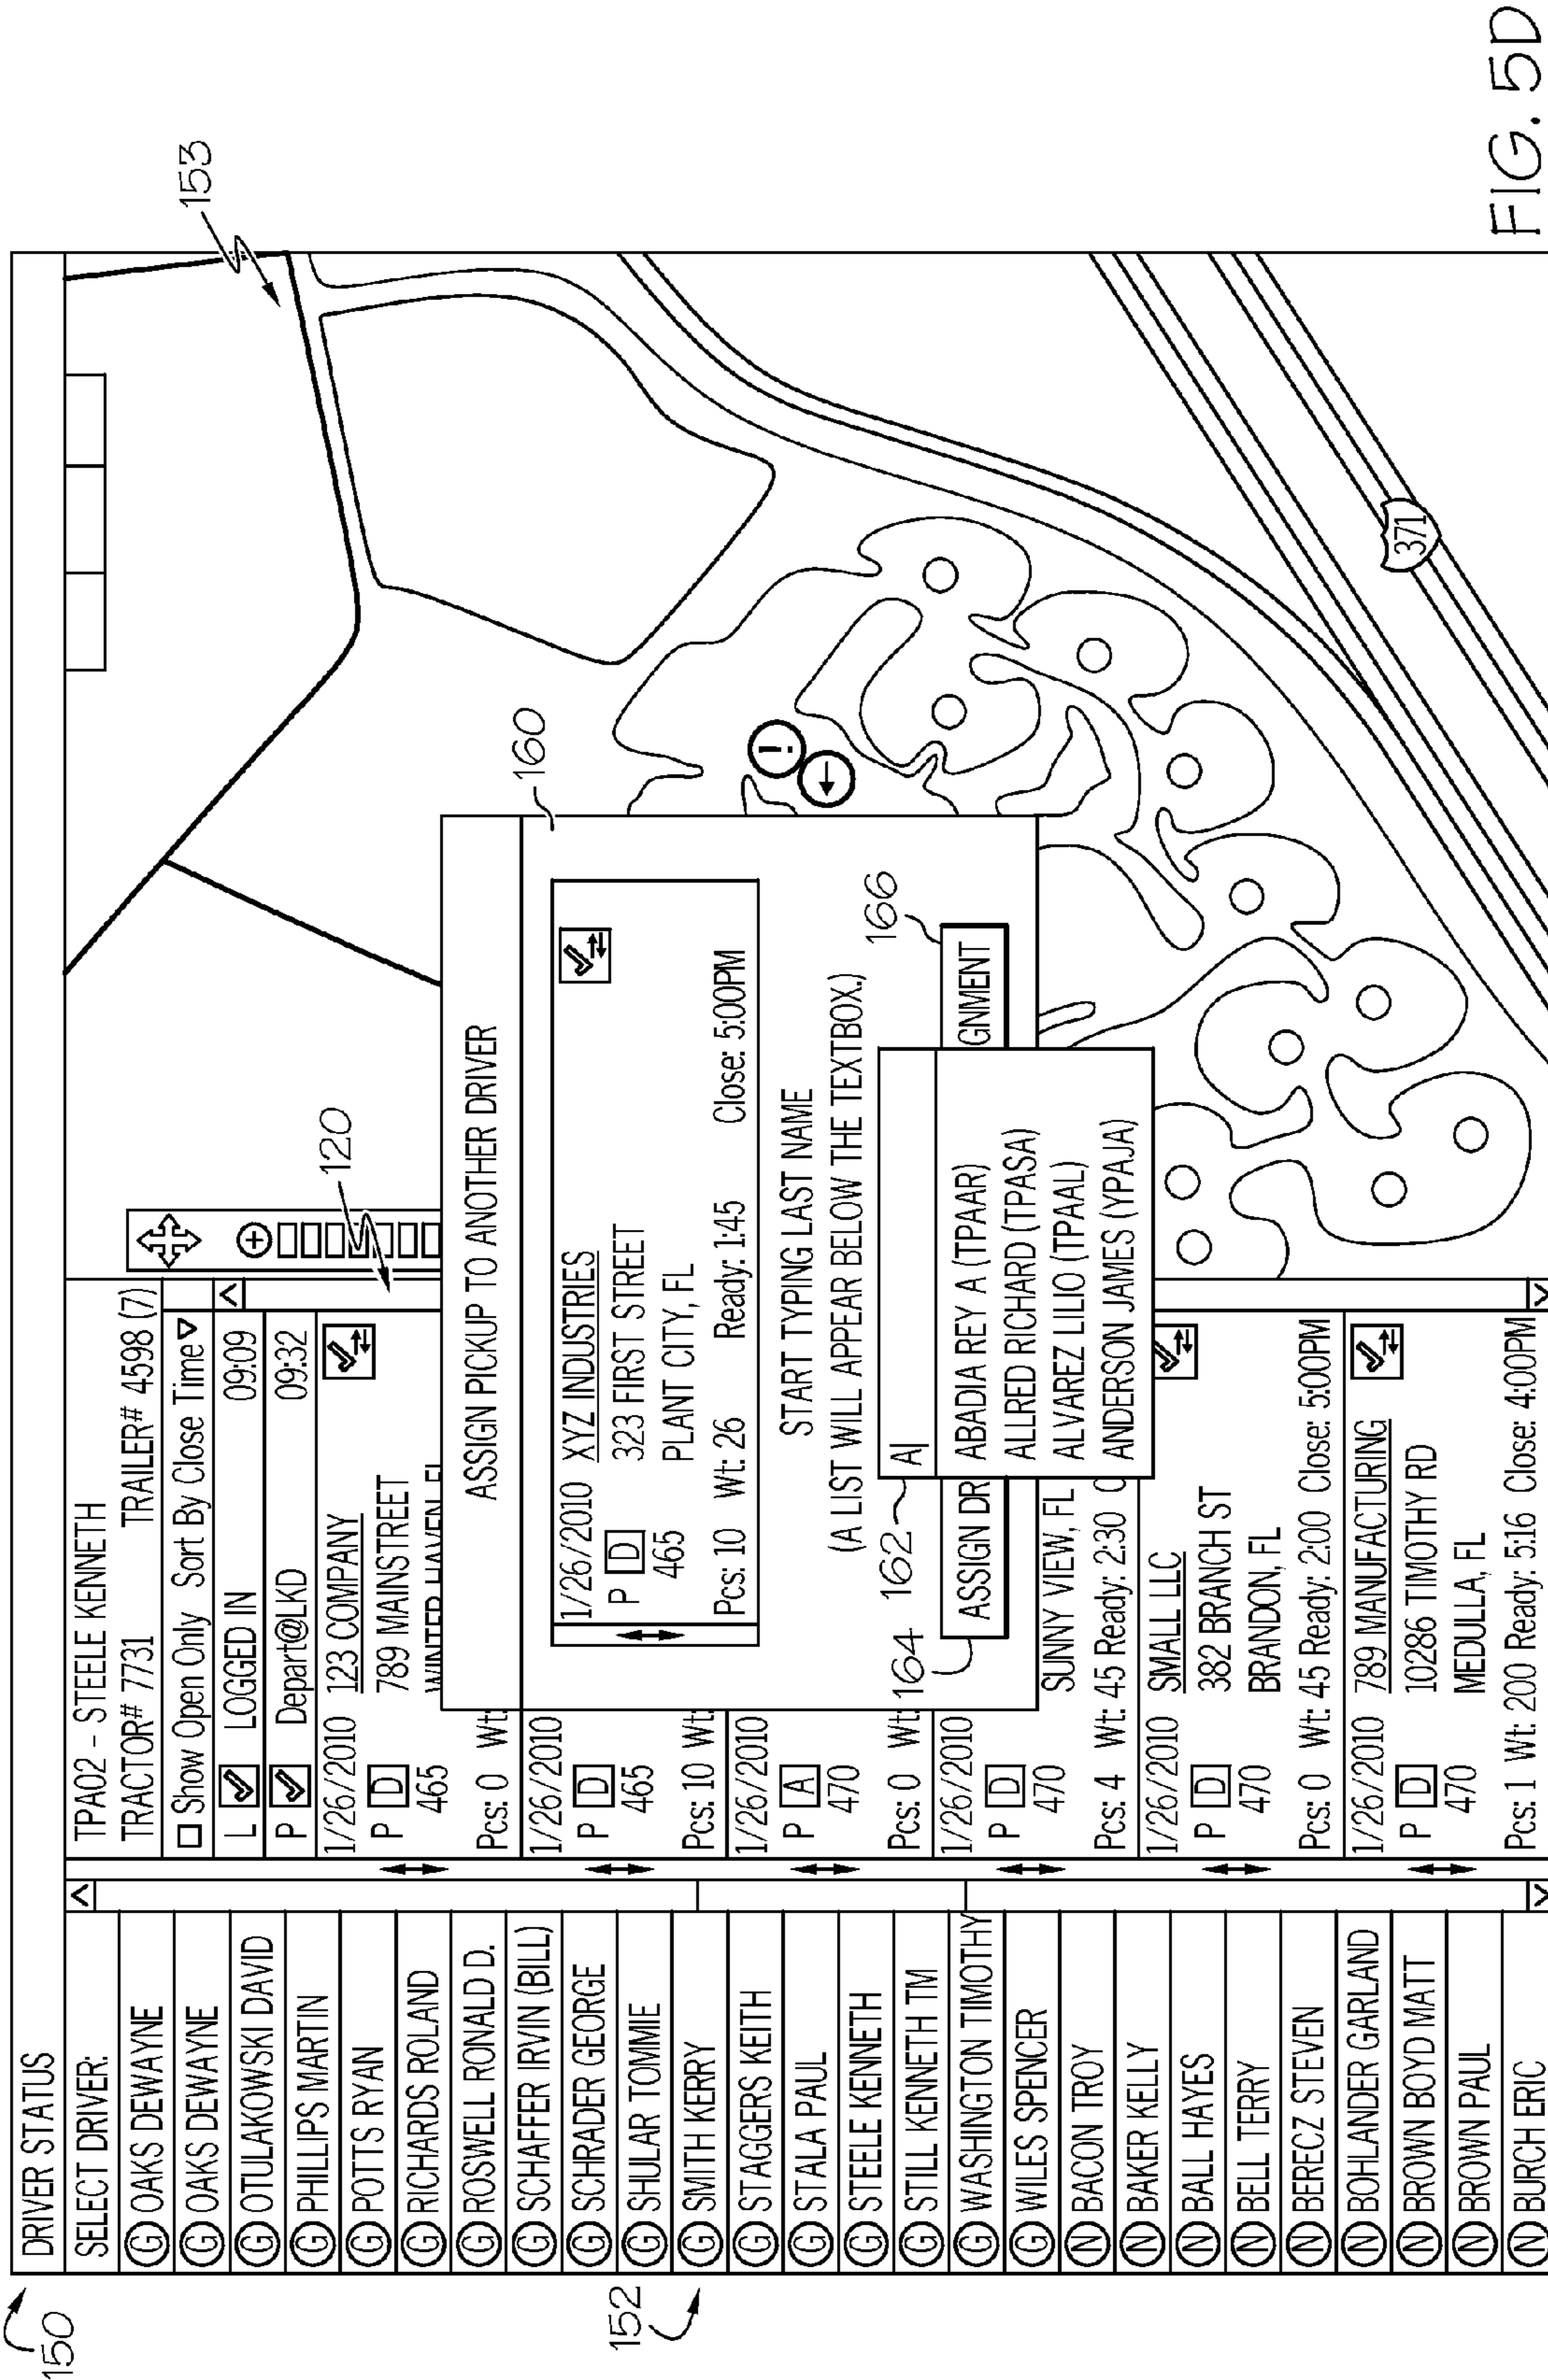 150
DRIVER STATUS
SELECT DRIVER:
G OAKS DEWAYNE
G OAKS DEWAYNE
G OTULAKOWSKI DAVID
G PHILLIPS MARTIN
G POTTS RYAN
G RICHARDS ROLAND
G ROSWELL RONALD D.
G SCHAFFER IRVIN (BILL)
G SCHRADER GEORGE
G SHULAR TOMMIE
G SMITH KERRY
G STAGGERS KEITH
G STALA PAUL
G STEELE KENNETH
G STILL KENNETH TM
G WASHINGTON TIMOTHY
G WILES SPENCER
N BACON TROY
N BAKER KELLY
N BALL HAYES
N BELL TERRY
N BERECZ STEVEN
N BOHLANDER GARLAND
N BROWN BOYD MATT
N BROWN PAUL
N BURCH ERIC
152
TPA02 - STEELE KENNETH
TRACTOR# 7731 TRAILER# 4598 (7)
Show Open Only Sort By Close Time
L LOGGED IN 09:09
P Depart@LKD 09:32
1/26/2010 123 COMPANY
P D 789 MAINSTREET
465 WINTER HAVEN FL
Pcs: 0 Wt:
1/26/2010
P D
465
Pcs: 10 Wt:
1/26/2010
P A
470
Pcs: 0 Wt:
1/26/2010
P D
470 SUNNY VIEW, FL
Pcs: 4 Wt: 45 Ready: 2:30 C
1/26/2010 SMALL LLC
P D 382 BRANCH ST
470 BRANDON, FL
Pcs: 0 Wt: 45 Ready: 2:00 Close: 5:00PM
1/26/2010 789 MANUFACTURING
P D 10286 TIMOTHY RD
470 MEDULLA, FL
Pcs: 1 Wt: 200 Ready: 5:16 Close: 4:00PM
120
153
160
ASSIGN PICKUP TO ANOTHER DRIVER
1/26/2010 XYZ INDUSTRIES
P D 323 FIRST STREET
465 PLANT CITY, FL
Pcs: 10 Wt: 26 Ready: 1:45 Close: 5:00PM
START TYPING LAST NAME
(A LIST WILL APPEAR BELOW THE TEXTBOX.)
162
A
164
ASSIGN DR
GNMENT
166
ABADIA REY A (TPAAR)
ALLRED RICHARD (TPASA)
ALVAREZ LILIO (TPAAL)
ANDERSON JAMES (YPAJA)
!
371
FIG. 5D